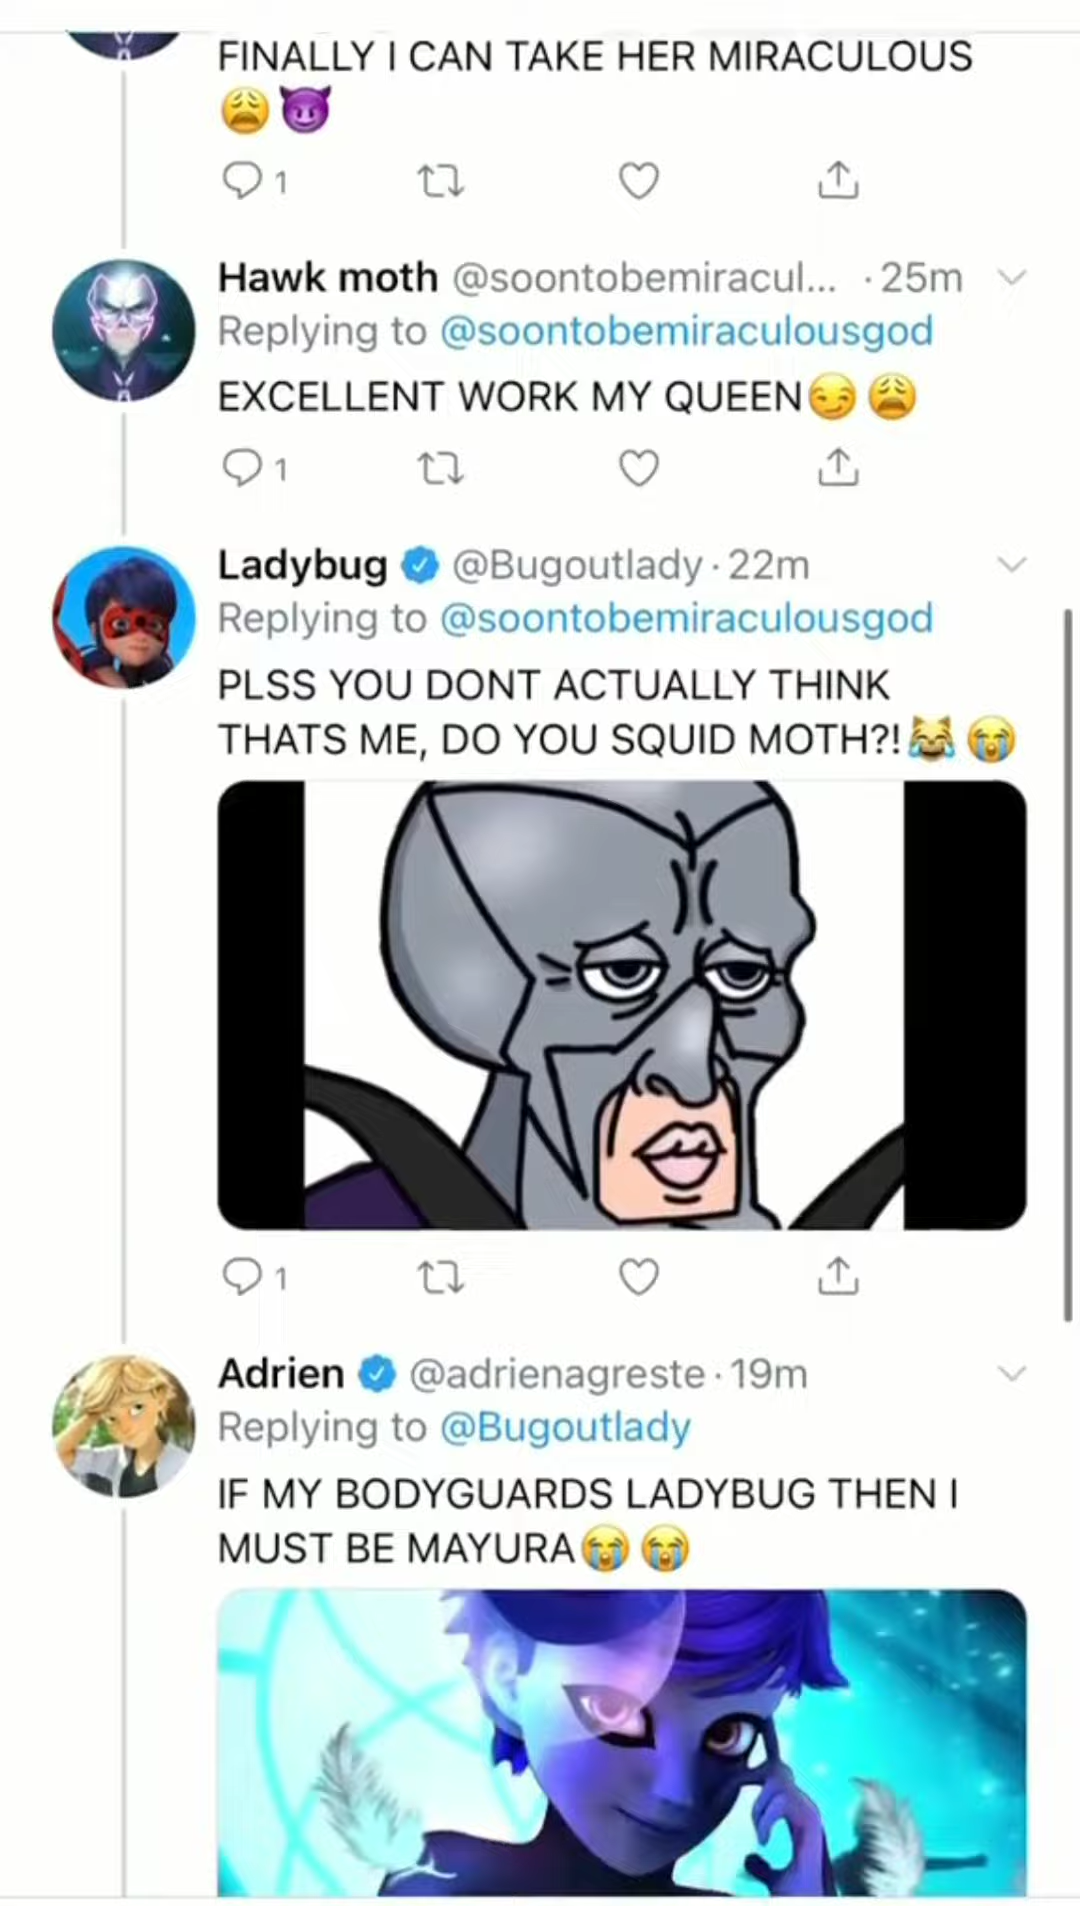 FINALLY I CAN TAKE HER MIRACULOUS
😩😈
1
Hawk moth @soontobemiracul... · 25m
Replying to @soontobemiraculousgod
EXCELLENT WORK MY QUEEN😏😩
1
Ladybug @Bugoutlady · 22m
Replying to @soontobemiraculousgod
PLSS YOU DONT ACTUALLY THINK
THATS ME, DO YOU SQUID MOTH?!😹😭
1
Adrien @adrienagreste · 19m
Replying to @Bugoutlady
IF MY BODYGUARDS LADYBUG THEN I
MUST BE MAYURA😭😭